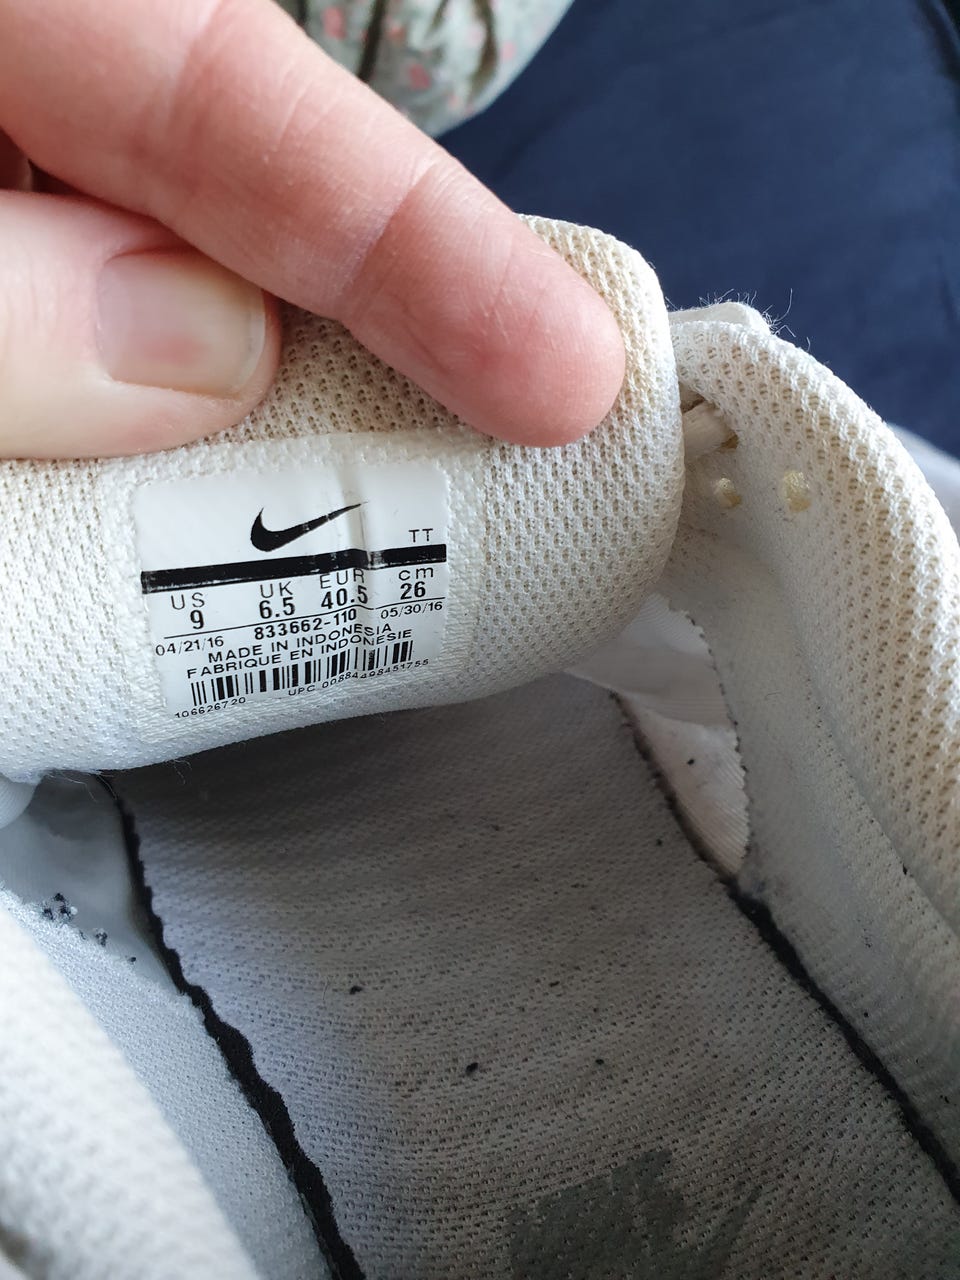 TT
US UK EUR cm
9 6.5 40.5 26
04/21/16 833662-110 05/30/16
MADE IN INDONESIA
FABRIQUE EN INDONESIE
106626720 UPC 00884498451755